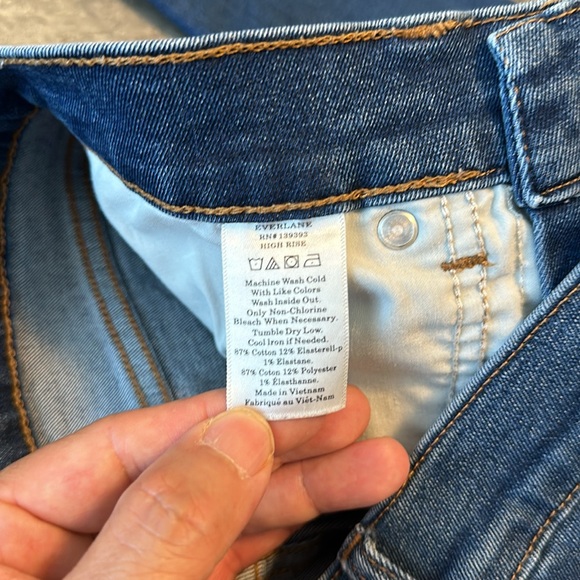 EVERLANE
RN# 139393
HIGH RISE
Machine Wash Cold
With Like Colors
Wash Inside Out.
Only Non-Chlorine
Bleach When Necessary.
Tumble Dry Low.
Cool Iron if Needed.
87% Cotton 12% Elasterell-p
1% Elastane.
87% Coton 12% Polyester
1% Élasthanne.
Made in Vietnam
Fabriqué au Viêt-Nam